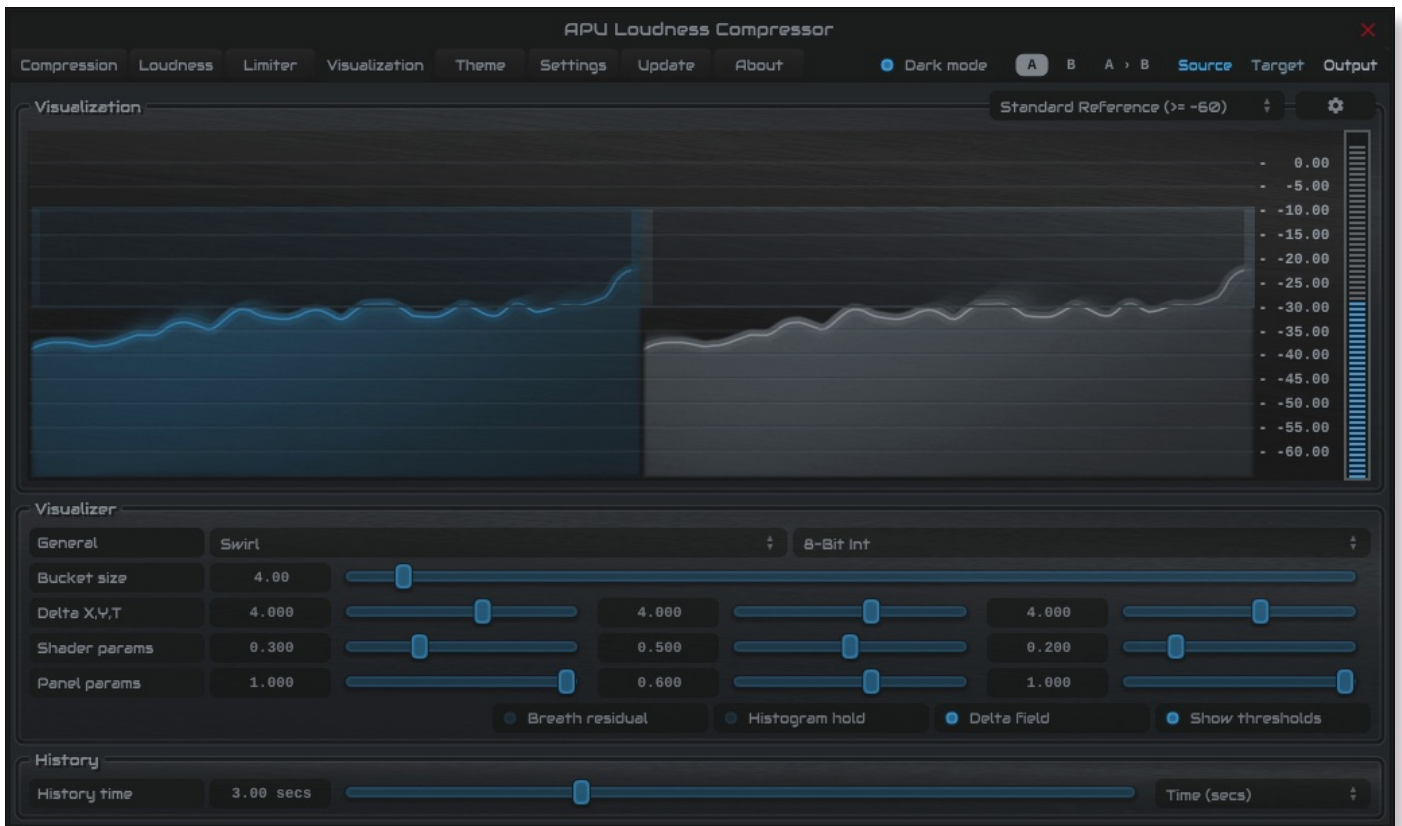 APU Loudness Compressor
Compression Loudness Limiter Visualization Theme Settings Update About Dark mode A B A › B Source Target Output
Visualization Standard Reference (>= -60)
- 0.00
- -5.00
- -10.00
- -15.00
- -20.00
- -25.00
- -30.00
- -35.00
- -40.00
- -45.00
- -50.00
- -55.00
- -60.00
Visualizer
General Swirl 8-Bit Int
Bucket size 4.00
Delta X,Y,T 4.000 4.000 4.000
Shader params 0.300 0.500 0.200
Panel params 1.000 0.600 1.000
Breath residual Histogram hold Delta Field Show thresholds
History
History time 3.00 secs Time (secs)